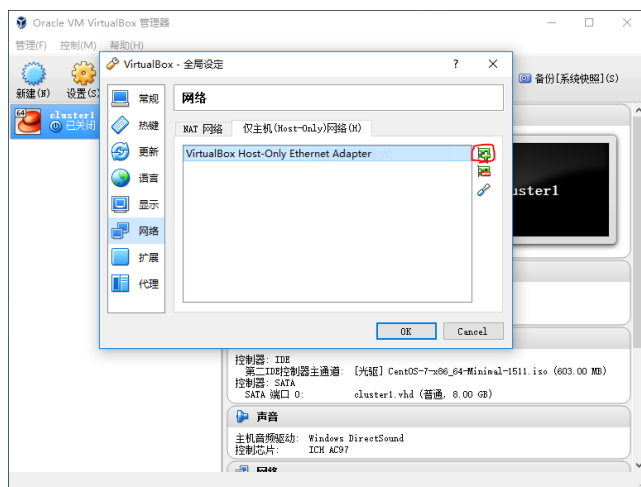 Oracle VM VirtualBox 管理器
管理(F) 控制(M) 帮助(H)
新建(N) 设置(S)
备份[系统快照](S)
64 cluster1
已关闭
VirtualBox - 全局设定
常规
热键
更新
语言
显示
网络
扩展
代理
网络
NAT 网络 仅主机(Host-Only)网络(H)
VirtualBox Host-Only Ethernet Adapter
OK Cancel
luster1
控制器: IDE
第二IDE控制器主通道: [光驱] CentOS-7-x86_64-Minimal-1511.iso (603.00 MB)
控制器: SATA
SATA 端口 0: cluster1.vhd (普通, 8.00 GB)
声音
主机音频驱动: Windows DirectSound
控制芯片: ICH AC97
网络